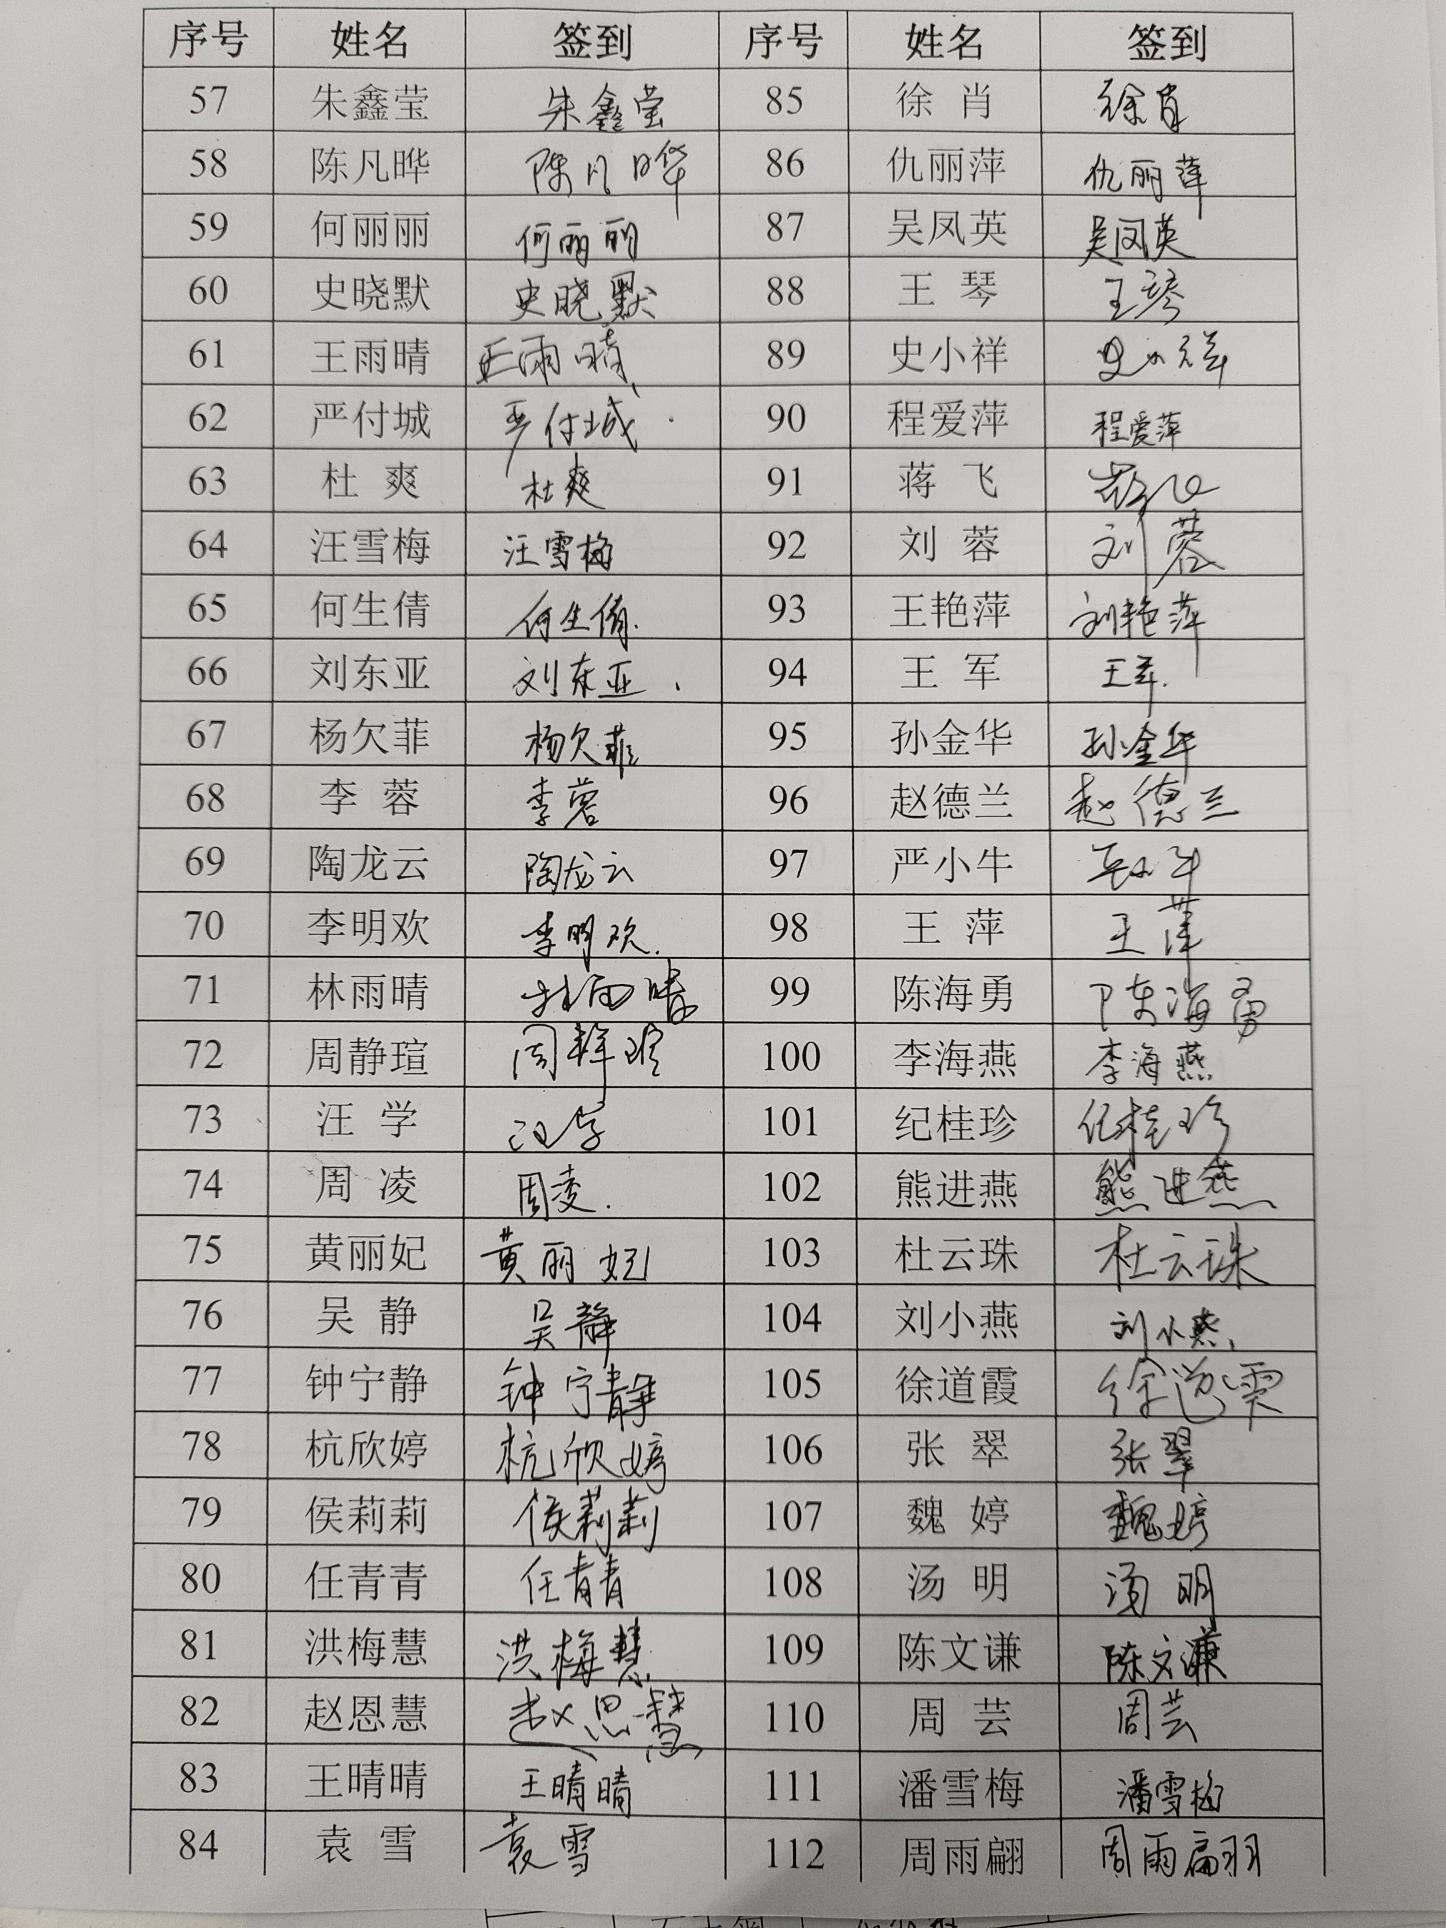 序号 姓名 签到 序号 姓名 签到
57 朱鑫莹 朱鑫莹 85 徐 肖 徐肖
58 陈凡晔 陈凡晔 86 仇丽萍 仇丽萍
59 何丽丽 何丽丽 87 吴凤英 吴凤英
60 史晓默 史晓默 88 王 琴 王琴
61 王雨晴 王雨晴 89 史小祥 史小祥
62 严付城 严付城 90 程爱萍 程爱萍
63 杜 爽 杜爽 91 蒋 飞 蒋飞
64 汪雪梅 汪雪梅 92 刘 蓉 刘蓉
65 何生倩 何生倩 93 王艳萍 刘艳萍
66 刘东亚 刘东亚 94 王 军 王军
67 杨欠菲 杨欠菲 95 孙金华 孙金华
68 李 蓉 李蓉 96 赵德兰 赵德兰
69 陶龙云 陶龙云 97 严小牛 严小牛
70 李明欢 李明欢 98 王 萍 王萍
71 林雨晴 林雨晴 99 陈海勇 陈海勇
72 周静瑄 周静瑄 100 李海燕 李海燕
73 汪 学 汪学 101 纪桂珍 纪桂珍
74 周 凌 周凌 102 熊进燕 熊进燕
75 黄丽妃 黄丽妃 103 杜云珠 杜云珠
76 吴 静 吴静 104 刘小燕 刘小燕
77 钟宁静 钟宁静 105 徐道霞 徐道霞
78 杭欣婷 杭欣婷 106 张 翠 张翠
79 侯莉莉 侯莉莉 107 魏 婷 魏婷
80 任青青 任青青 108 汤 明 汤明
81 洪梅慧 洪梅慧 109 陈文谦 陈文谦
82 赵恩慧 赵恩慧 110 周 芸 周芸
83 王晴晴 王晴晴 111 潘雪梅 潘雪梅
84 袁 雪 袁雪 112 周雨翩 周雨翩